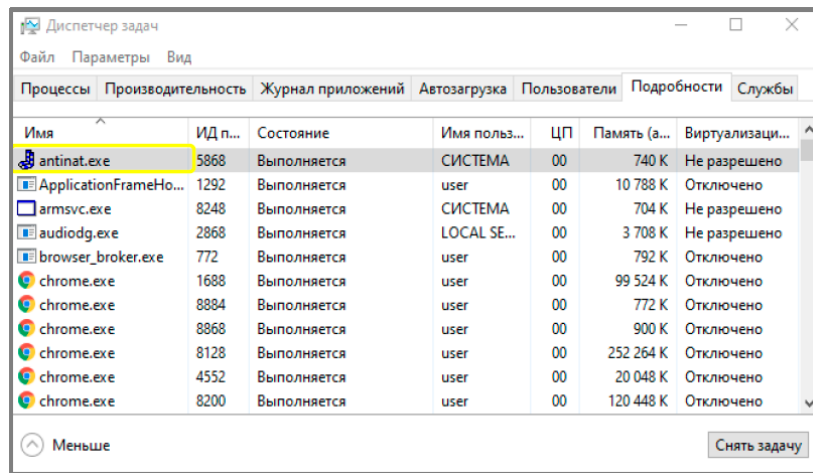 Диспетчер задач
Файл Параметры Вид
Процессы Производительность Журнал приложений Автозагрузка Пользователи Подробности Службы
Имя ИД п... Состояние Имя польз... ЦП Память (а... Виртуализаци...
antinat.exe 5868 Выполняется СИСТЕМА 00 740 K Не разрешено
ApplicationFrameHo... 1292 Выполняется user 00 10 788 K Отключено
armsvc.exe 8248 Выполняется СИСТЕМА 00 704 K Не разрешено
audiodg.exe 2868 Выполняется LOCAL SE... 00 3 708 K Не разрешено
browser_broker.exe 772 Выполняется user 00 792 K Отключено
chrome.exe 1688 Выполняется user 00 99 524 K Отключено
chrome.exe 8884 Выполняется user 00 772 K Отключено
chrome.exe 8868 Выполняется user 00 900 K Отключено
chrome.exe 8128 Выполняется user 00 252 264 K Отключено
chrome.exe 4552 Выполняется user 00 20 048 K Отключено
chrome.exe 8200 Выполняется user 00 120 448 K Отключено
Меньше Снять задачу